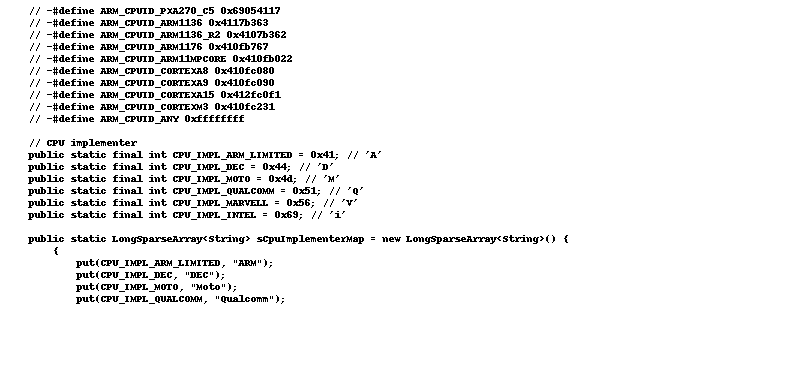 // -#define ARM_CPUID_PXA270_C5 0x69054117
// -#define ARM_CPUID_ARM1136 0x4117b363
// -#define ARM_CPUID_ARM1136_R2 0x4107b362
// -#define ARM_CPUID_ARM1176 0x410fb767
// -#define ARM_CPUID_ARM11MPCORE 0x410fb022
// -#define ARM_CPUID_CORTEXA8 0x410fc080
// -#define ARM_CPUID_CORTEXA9 0x410fc090
// -#define ARM_CPUID_CORTEXA15 0x412fc0f1
// -#define ARM_CPUID_CORTEXM3 0x410fc231
// -#define ARM_CPUID_ANY 0xffffffff
// CPU implementer
public static final int CPU_IMPL_ARM_LIMITED = 0x41; // 'A'
public static final int CPU_IMPL_DEC = 0x44; // 'D'
public static final int CPU_IMPL_MOTO = 0x4d; // 'M'
public static final int CPU_IMPL_QUALCOMM = 0x51; // 'Q'
public static final int CPU_IMPL_MARVELL = 0x56; // 'V'
public static final int CPU_IMPL_INTEL = 0x69; // 'i'
public static LongSparseArray<String> sCpuImplementerMap = new LongSparseArray<String>() {
{
put(CPU_IMPL_ARM_LIMITED, "ARM");
put(CPU_IMPL_DEC, "DEC");
put(CPU_IMPL_MOTO, "Moto");
put(CPU_IMPL_QUALCOMM, "Qualcomm");